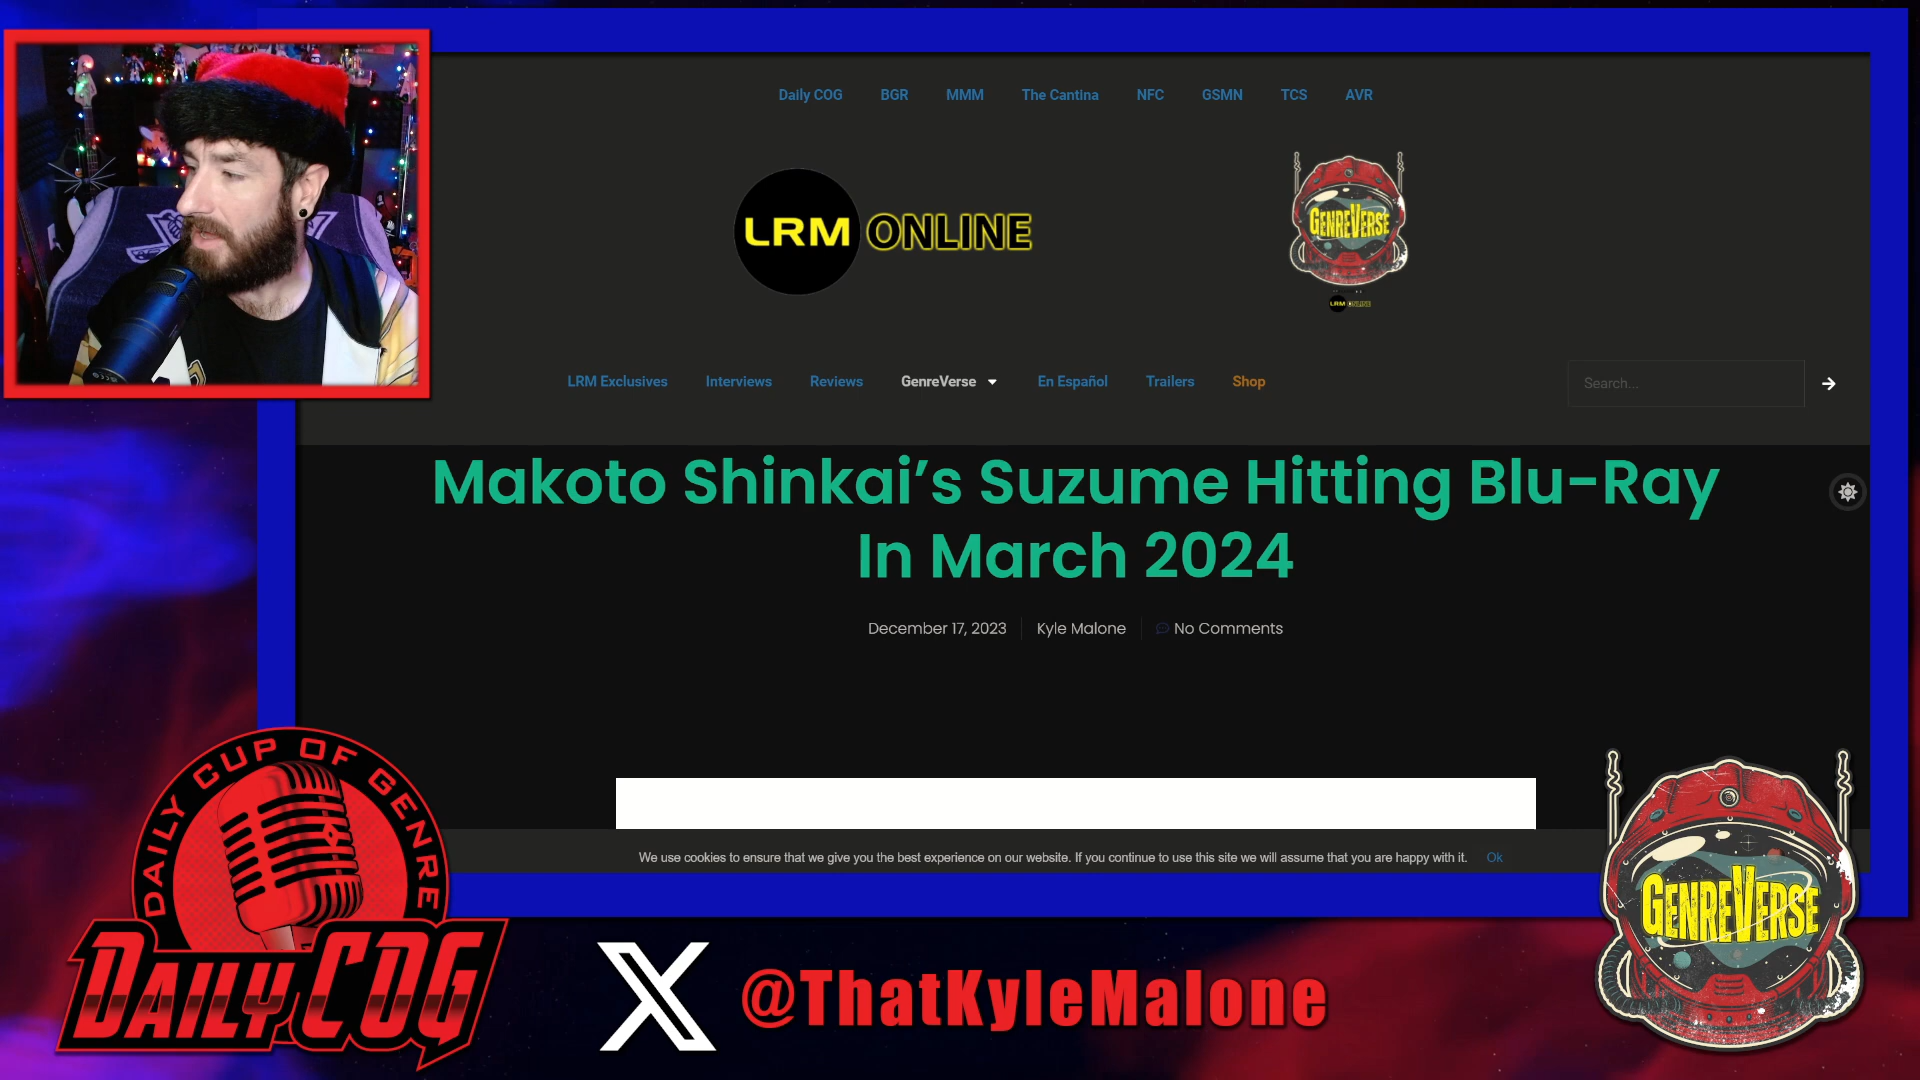 Daily COG BGR MMM The Cantina NFC GSMN TCS AVR
LRM ONLINE
GENREVERSE
LRM ONLINE
LRM Exclusives Interviews Reviews GenreVerse En Español Trailers Shop
Search...
Makoto Shinkai’s Suzume Hitting Blu-Ray
In March 2024
December 17, 2023 Kyle Malone No Comments
We use cookies to ensure that we give you the best experience on our website. If you continue to use this site we will assume that you are happy with it. Ok
DAILY CUP OF GENRE
DAILY COG
X @ThatKyleMalone
GENREVERSE